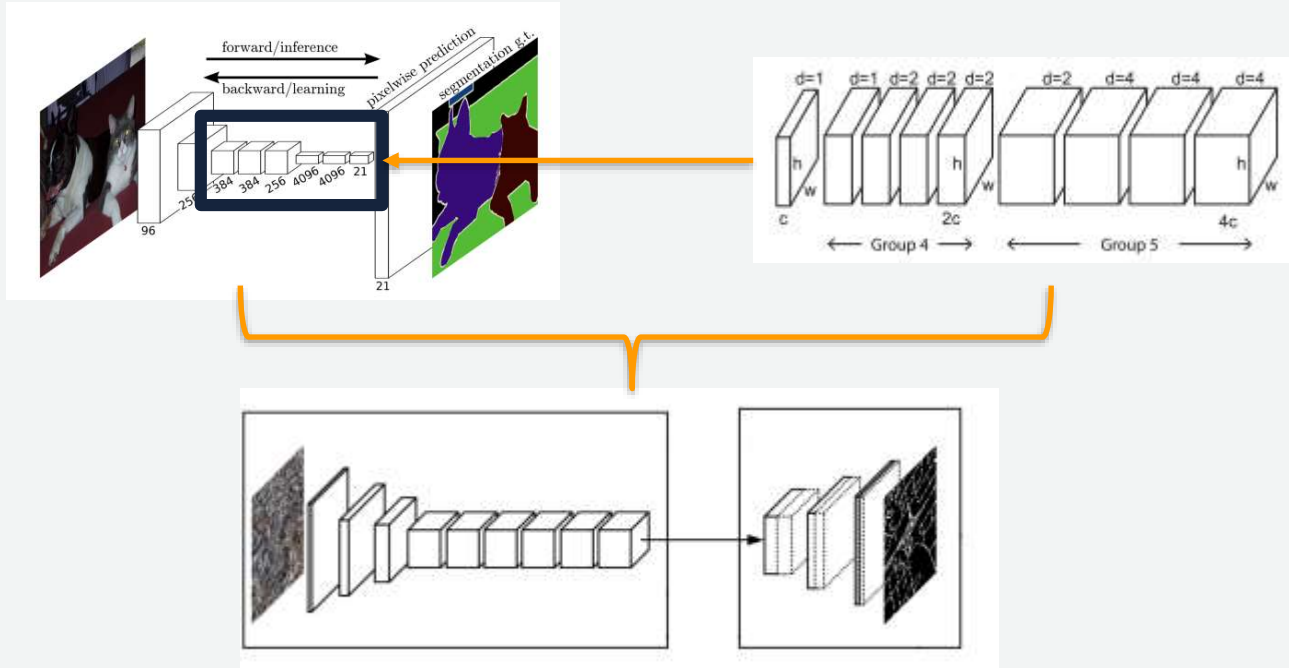 forward/inference
backward/learning
pixelwise prediction
segmentation g.t.
96
256
384
384
256
4096
4096
21
21
d=1
d=1 d=2 d=2 d=2
d=2 d=4 d=4 d=4
h
w
c
h
w
2c
h
w
4c
Group 4
Group 5